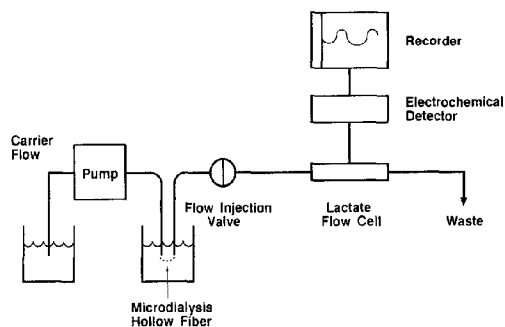 Recorder
Electrochemical
Detector
Carrier
Flow
Pump
Flow Injection
Valve
Lactate
Flow Cell
Waste
Microdialysis
Hollow Fiber